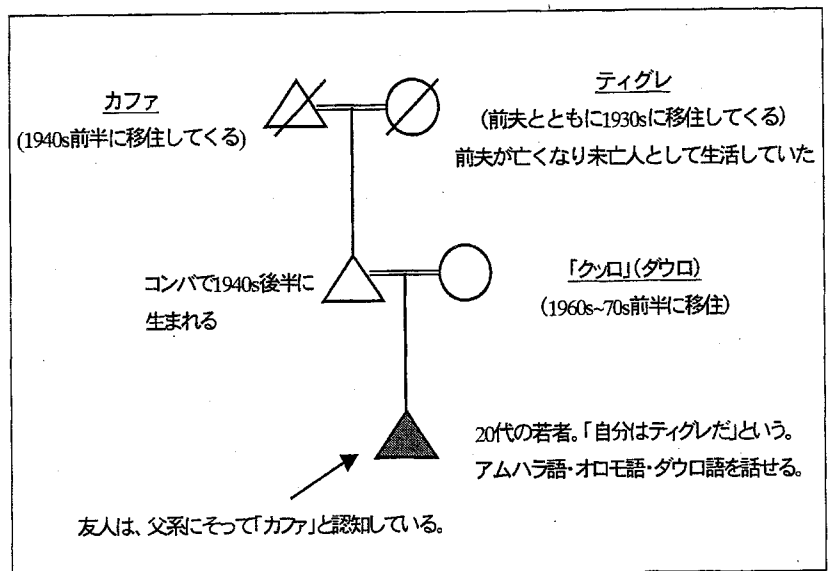 カファ
(1940s前半に移住してくる)
ティグレ
(前夫とともに1930sに移住してくる)
前夫が亡くなり未亡人として生活していた
コンバで1940s後半に
生まれる
「クッロ」(ダウロ)
(1960s~70s前半に移住)
20代の若者。「自分はティグレだ」という。
アムハラ語・オロモ語・ダウロ語を話せる。
友人は、父系にそって「カファ」と認知している。